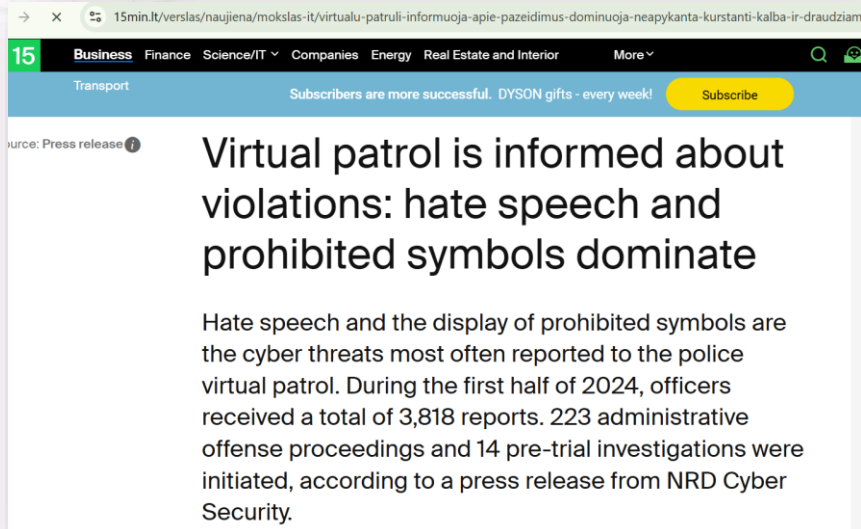 15min.lt/verslas/naujiena/mokslas-it/virtualu-patruli-informuoja-apie-pazeidimus-dominuoja-neapykanta-kurstanti-kalba-ir-draudziam
15 Business Finance Science/IT Companies Energy Real Estate and Interior More
Transport
Subscribers are more successful. DYSON gifts - every week! Subscribe
urce: Press release
Virtual patrol is informed about
violations: hate speech and
prohibited symbols dominate
Hate speech and the display of prohibited symbols are
the cyber threats most often reported to the police
virtual patrol. During the first half of 2024, officers
received a total of 3,818 reports. 223 administrative
offense proceedings and 14 pre-trial investigations were
initiated, according to a press release from NRD Cyber
Security.